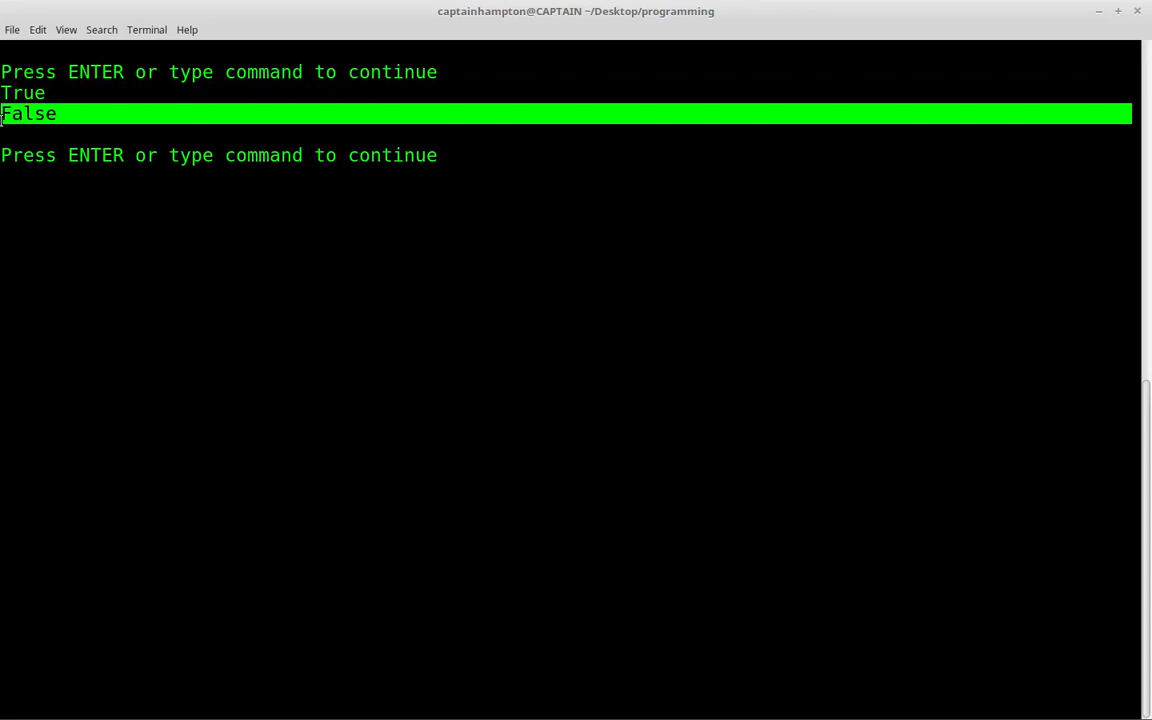 captainhampton@CAPTAIN ~/Desktop/programming
File Edit View Search Terminal Help
Press ENTER or type command to continue
True
False
Press ENTER or type command to continue